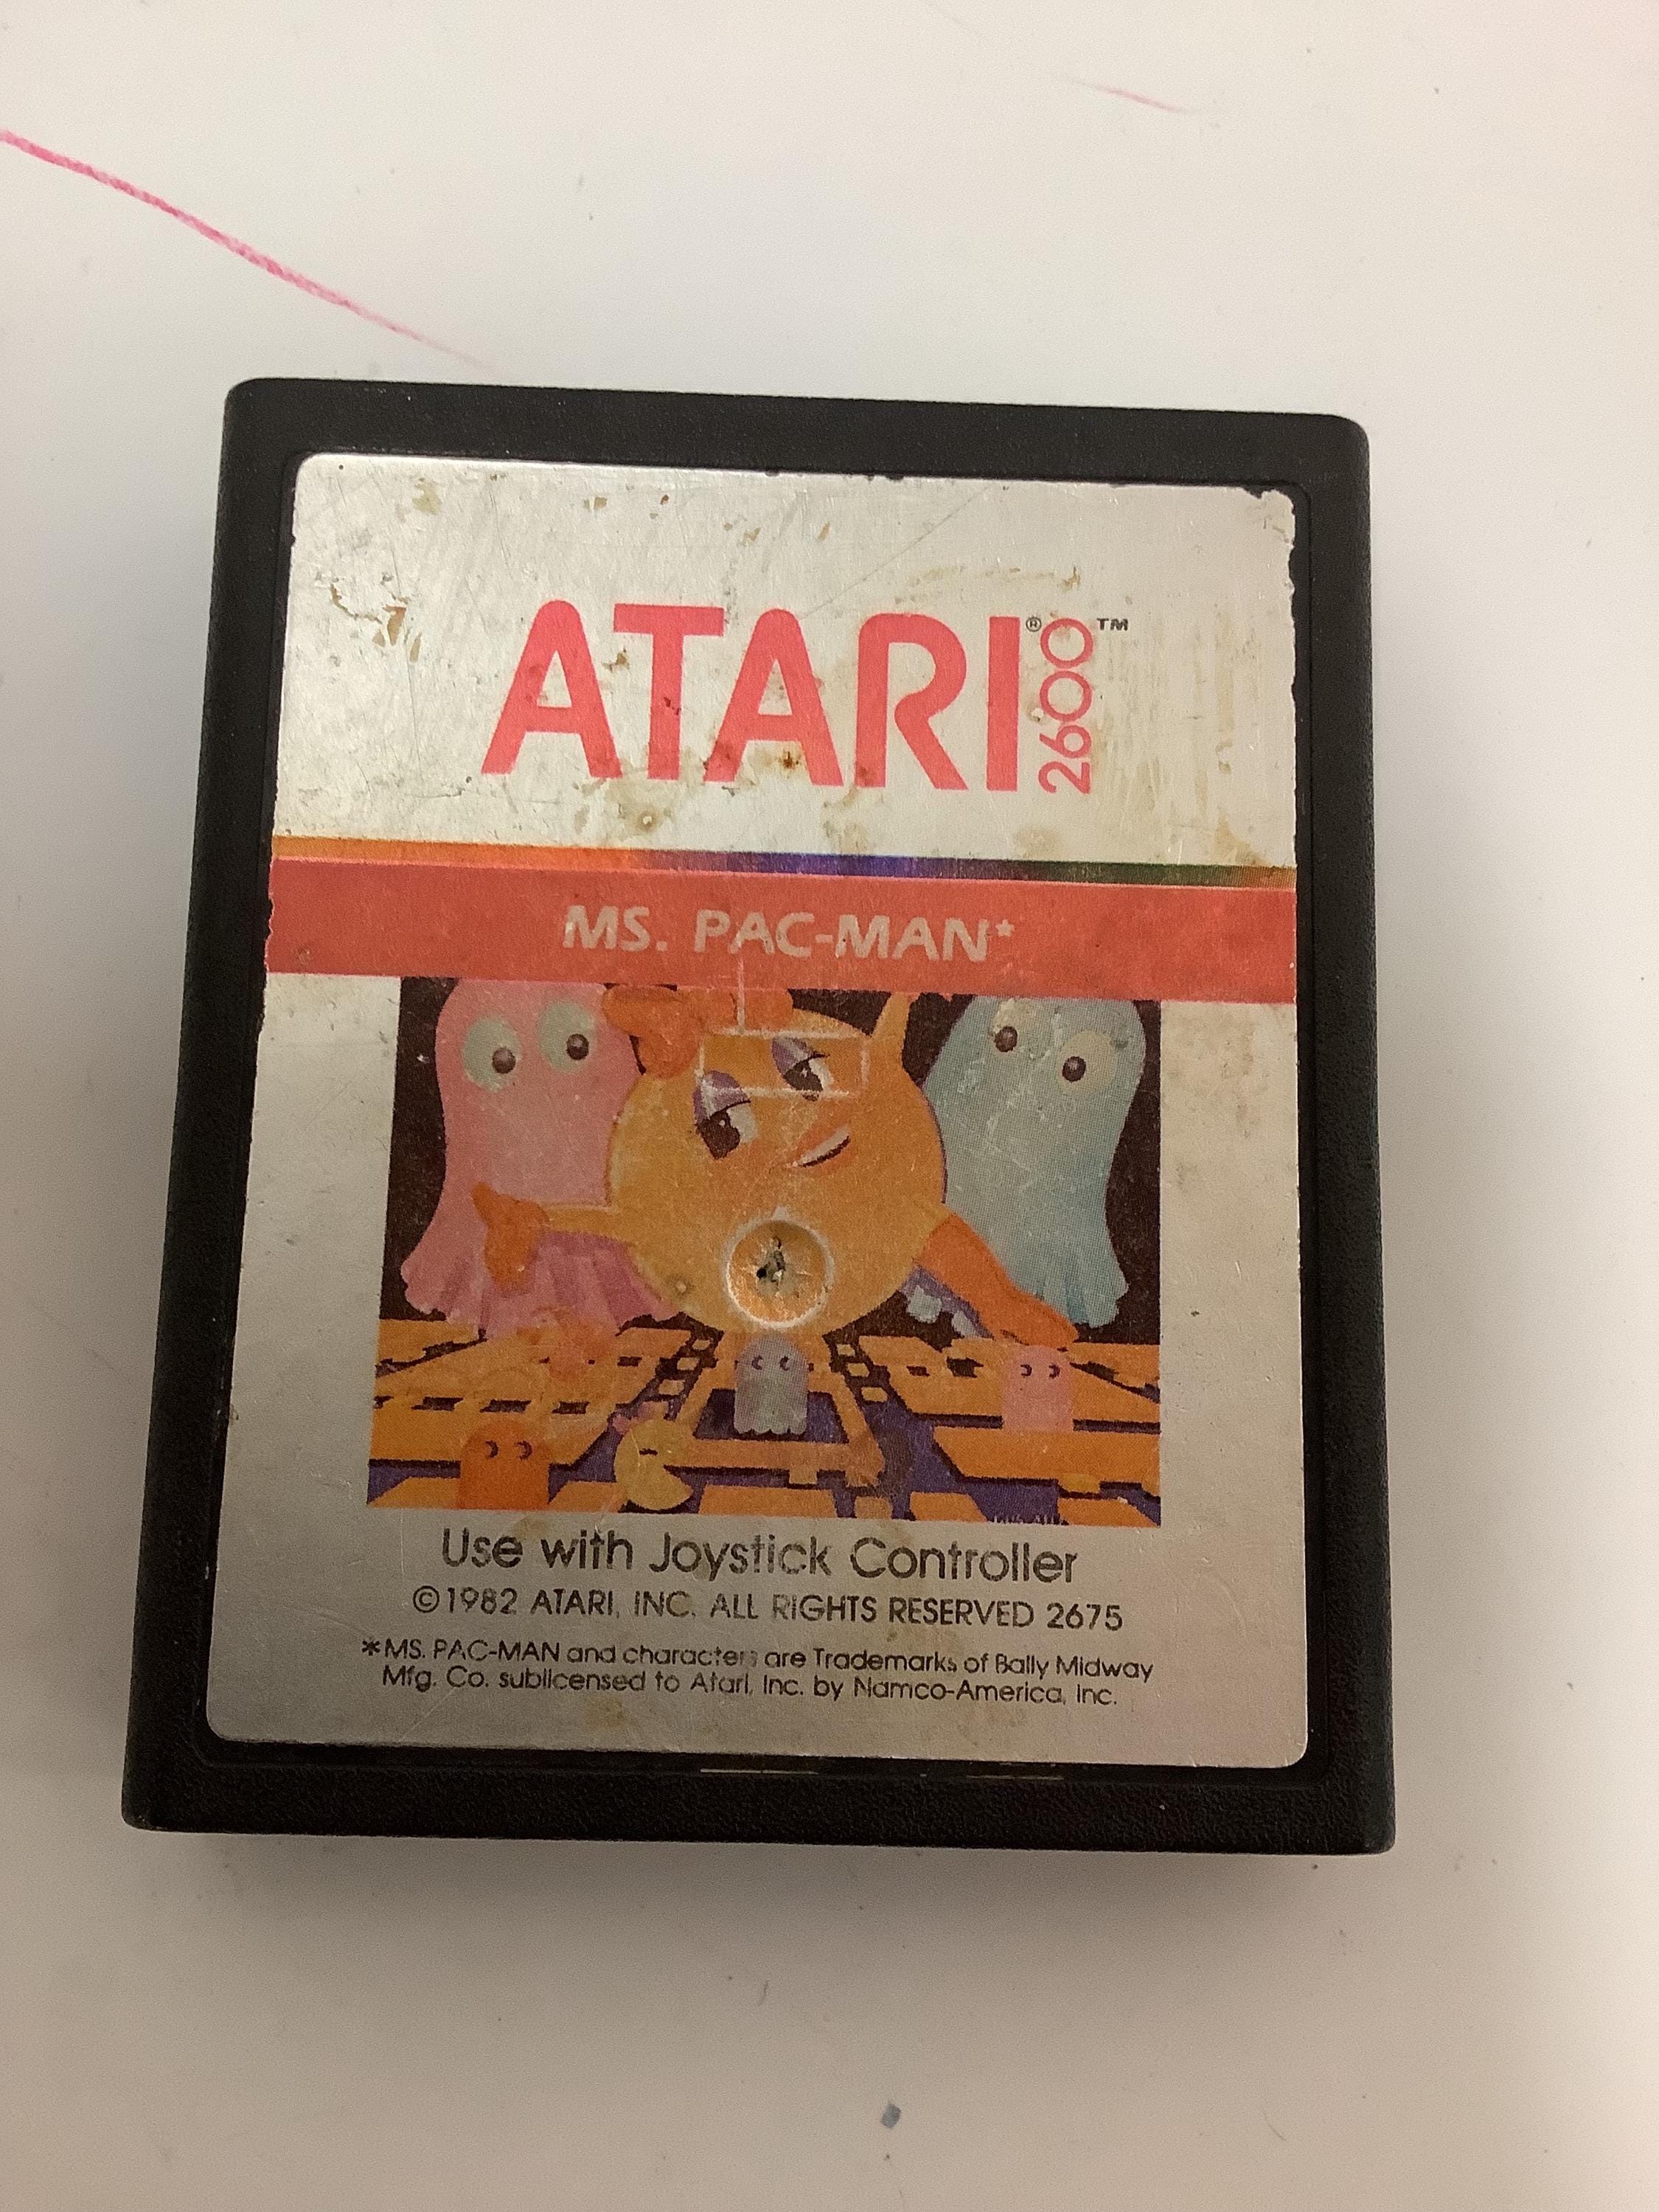 ATARI® 2600™
MS. PAC-MAN*
Use with Joystick Controller
©1982 ATARI, INC. ALL RIGHTS RESERVED 2675
*MS. PAC-MAN and characters are Trademarks of Bally Midway
Mfg. Co. sublicensed to Atari, Inc. by Namco-America, Inc.